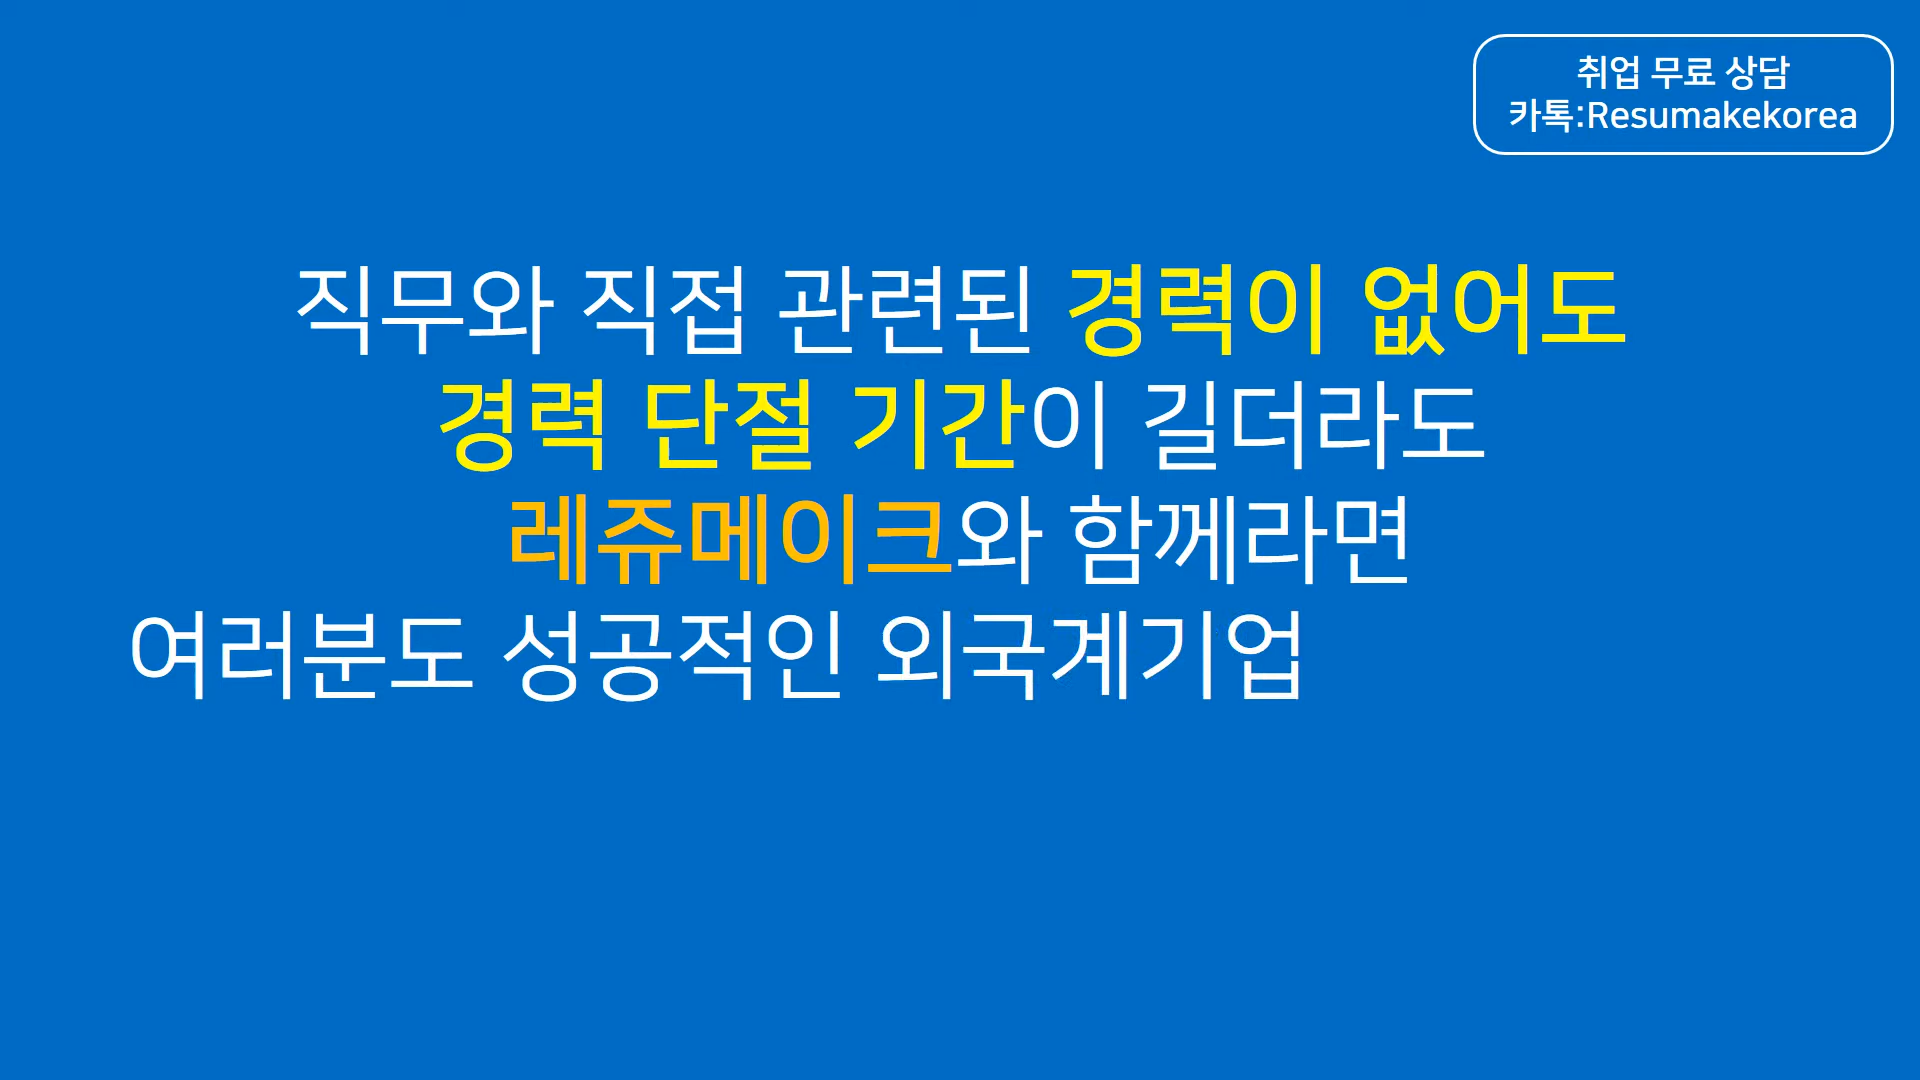 취업 무료 상담
카톡:Resumakekorea
직무와 직접 관련된 경력이 없어도
경력 단절 기간이 길더라도
레쥬메이크와 함께라면
여러분도 성공적인 외국계기업